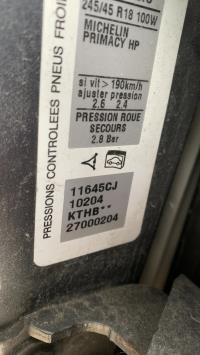 245/45 R18 100W
MICHELIN
PRIMACY HP
si vit > 190km/h
ajuster pression
2.6 2.4
PRESSION ROUE
SECOURS
2.8 Bar
11645CJ
10204
KTHB**
27000204
PRESSIONS CONTROLEES PNEUS FROI